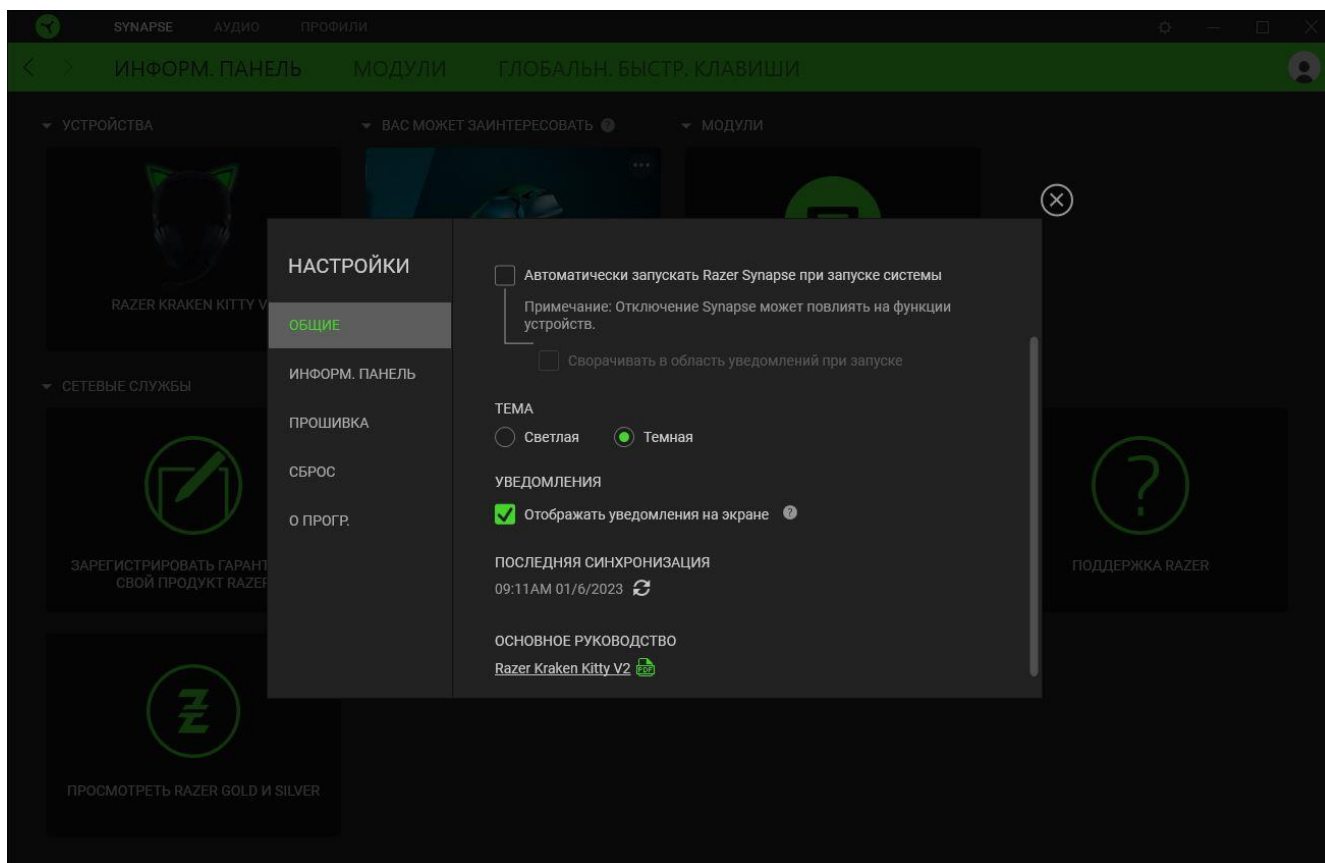 SYNAPSE АУДИО ПРОФИЛИ
ИНФОРМ. ПАНЕЛЬ МОДУЛИ ГЛОБАЛЬН. БЫСТР. КЛАВИШИ
УСТРОЙСТВА ВАС МОЖЕТ ЗАИНТЕРЕСОВАТЬ ? МОДУЛИ
RAZER KRAKEN KITTY V
СЕТЕВЫЕ СЛУЖБЫ
ЗАРЕГИСТРИРОВАТЬ ГАРАНТ
СВОЙ ПРОДУКТ RAZER
ПОДДЕРЖКА RAZER
ПРОСМОТРЕТЬ RAZER GOLD И SILVER
НАСТРОЙКИ
ОБЩИЕ
ИНФОРМ. ПАНЕЛЬ
ПРОШИВКА
СБРОС
О ПРОГР.
Автоматически запускать Razer Synapse при запуске системы
Примечание: Отключение Synapse может повлиять на функции
устройств.
Сворачивать в область уведомлений при запуске
ТЕМА
Светлая Темная
УВЕДОМЛЕНИЯ
Отображать уведомления на экране ?
ПОСЛЕДНЯЯ СИНХРОНИЗАЦИЯ
09:11AM 01/6/2023
ОСНОВНОЕ РУКОВОДСТВО
Razer Kraken Kitty V2 PDF